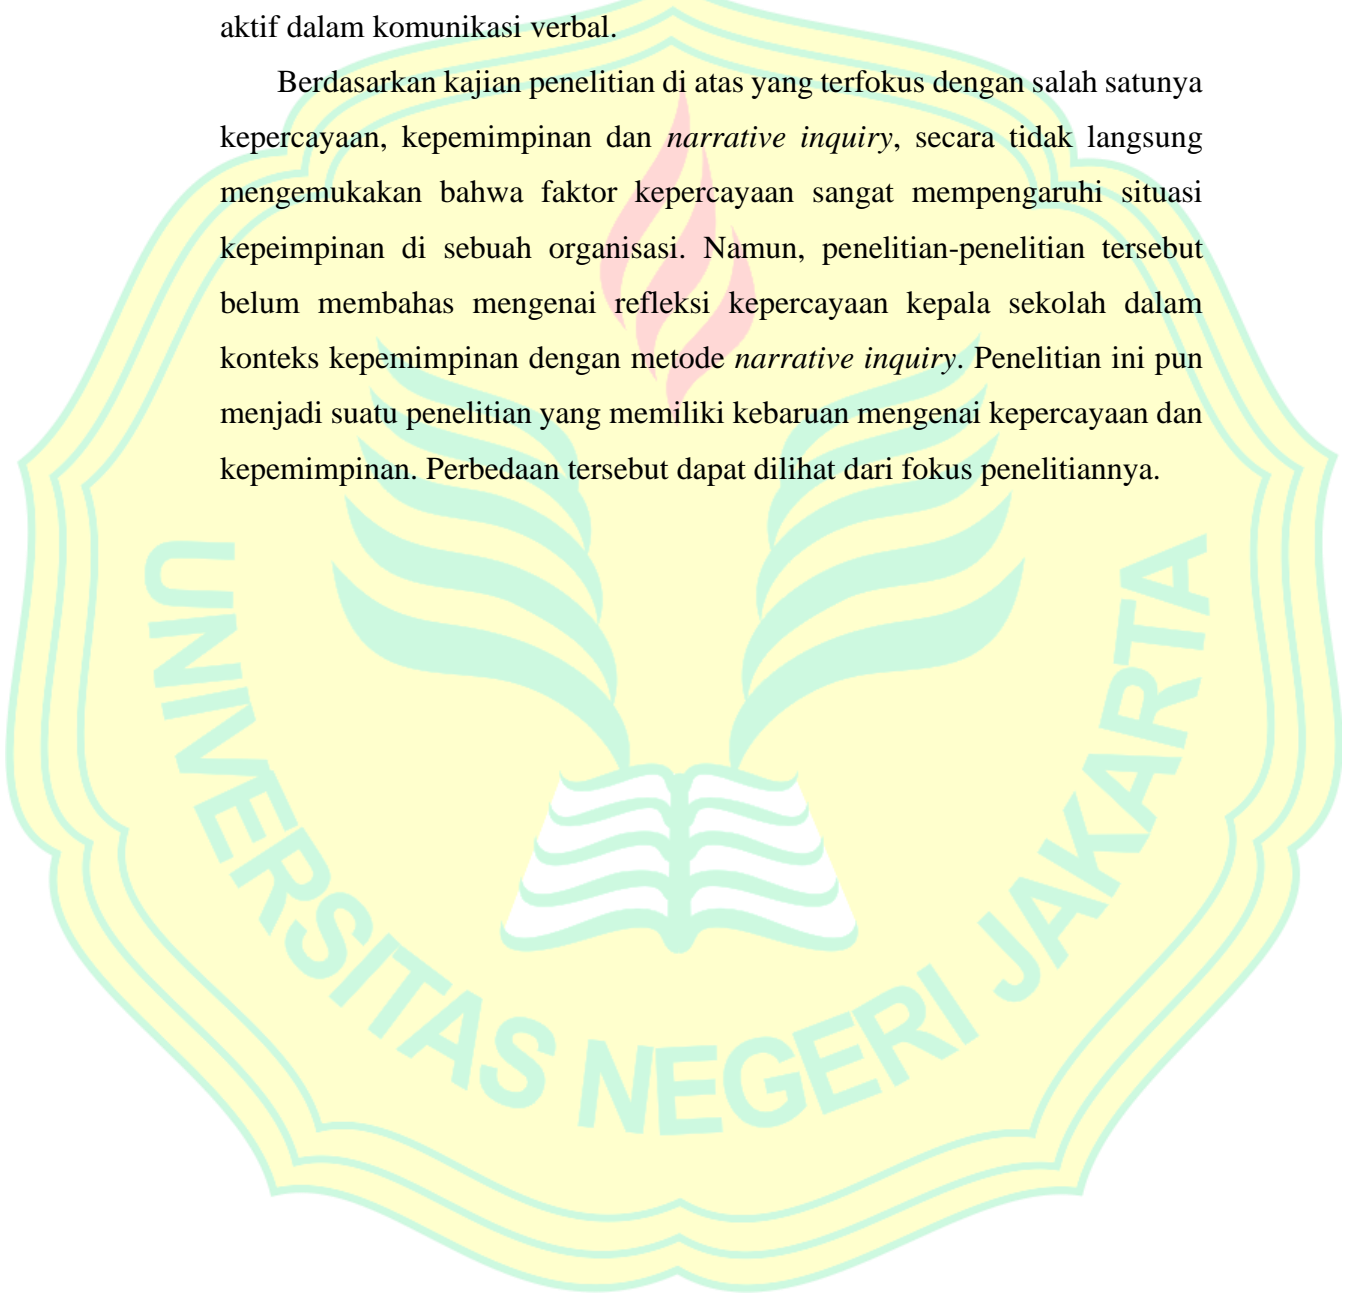 aktif dalam komunikasi verbal.
Berdasarkan kajian penelitian di atas yang terfokus dengan salah satunya
kepercayaan, kepemimpinan dan narrative inquiry, secara tidak langsung
mengemukakan bahwa faktor kepercayaan sangat mempengaruhi situasi
kepeimpinan di sebuah organisasi. Namun, penelitian-penelitian tersebut
belum membahas mengenai refleksi kepercayaan kepala sekolah dalam
konteks kepemimpinan dengan metode narrative inquiry. Penelitian ini pun
menjadi suatu penelitian yang memiliki kebaruan mengenai kepercayaan dan
kepemimpinan. Perbedaan tersebut dapat dilihat dari fokus penelitiannya.
UNIVERSITAS NEGERI JAKARTA